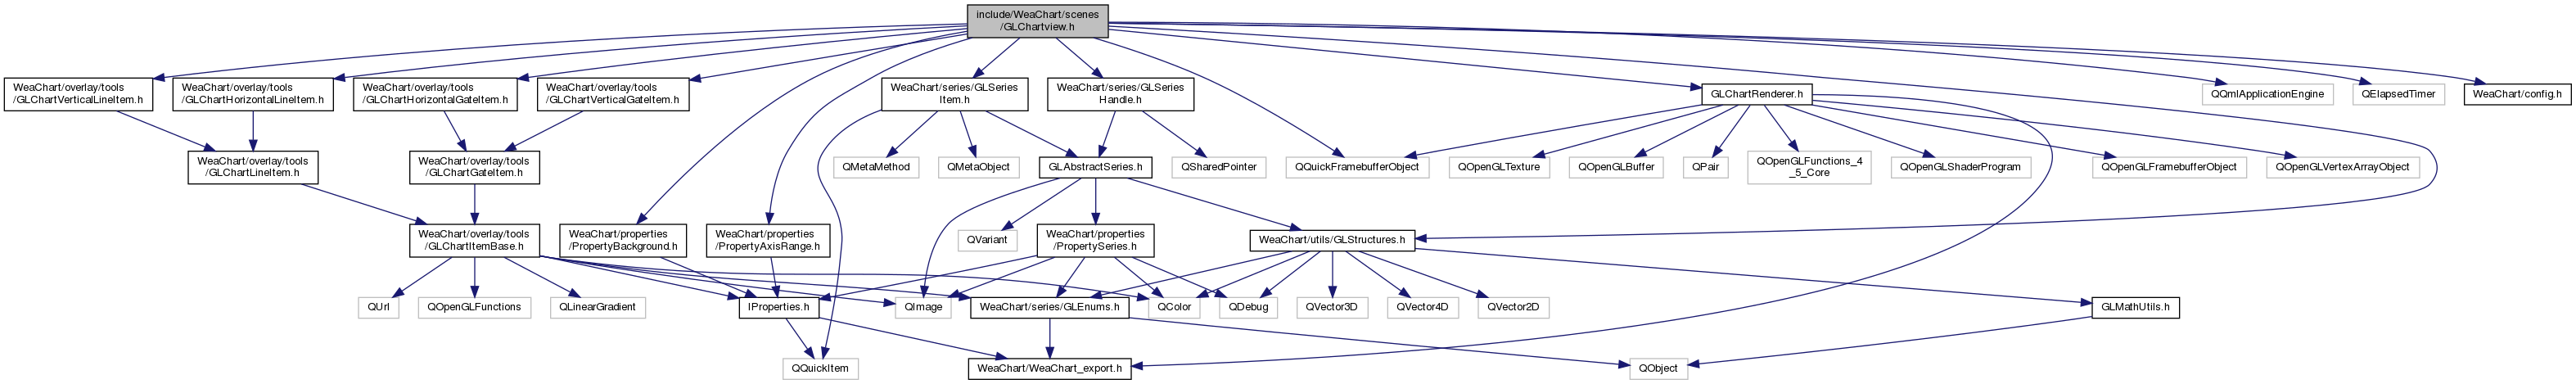 include/WeaChart/scenes
/GLChartview.h
WeaChart/overlay/tools
/GLChartVerticalLineItem.h
WeaChart/overlay/tools
/GLChartHorizontalLineItem.h
WeaChart/overlay/tools
/GLChartHorizontalGateItem.h
WeaChart/overlay/tools
/GLChartVerticalGateItem.h
WeaChart/series/GLSeries
Item.h
WeaChart/series/GLSeries
Handle.h
GLChartRenderer.h
QQmlApplicationEngine
QElapsedTimer
WeaChart/config.h
WeaChart/overlay/tools
/GLChartLineItem.h
WeaChart/overlay/tools
/GLChartGateItem.h
QMetaMethod
QMetaObject
GLAbstractSeries.h
QSharedPointer
QQuickFramebufferObject
QOpenGLTexture
QOpenGLBuffer
QPair
QOpenGLFunctions_4
_5_Core
QOpenGLShaderProgram
QOpenGLFramebufferObject
QOpenGLVertexArrayObject
WeaChart/overlay/tools
/GLChartItemBase.h
WeaChart/properties
/PropertyBackground.h
WeaChart/properties
/PropertyAxisRange.h
QVariant
WeaChart/properties
/PropertySeries.h
WeaChart/utils/GLStructures.h
QUrl
QOpenGLFunctions
QLinearGradient
IProperties.h
QImage
WeaChart/series/GLEnums.h
QColor
QDebug
QVector3D
QVector4D
QVector2D
GLMathUtils.h
QQuickItem
WeaChart/WeaChart_export.h
QObject